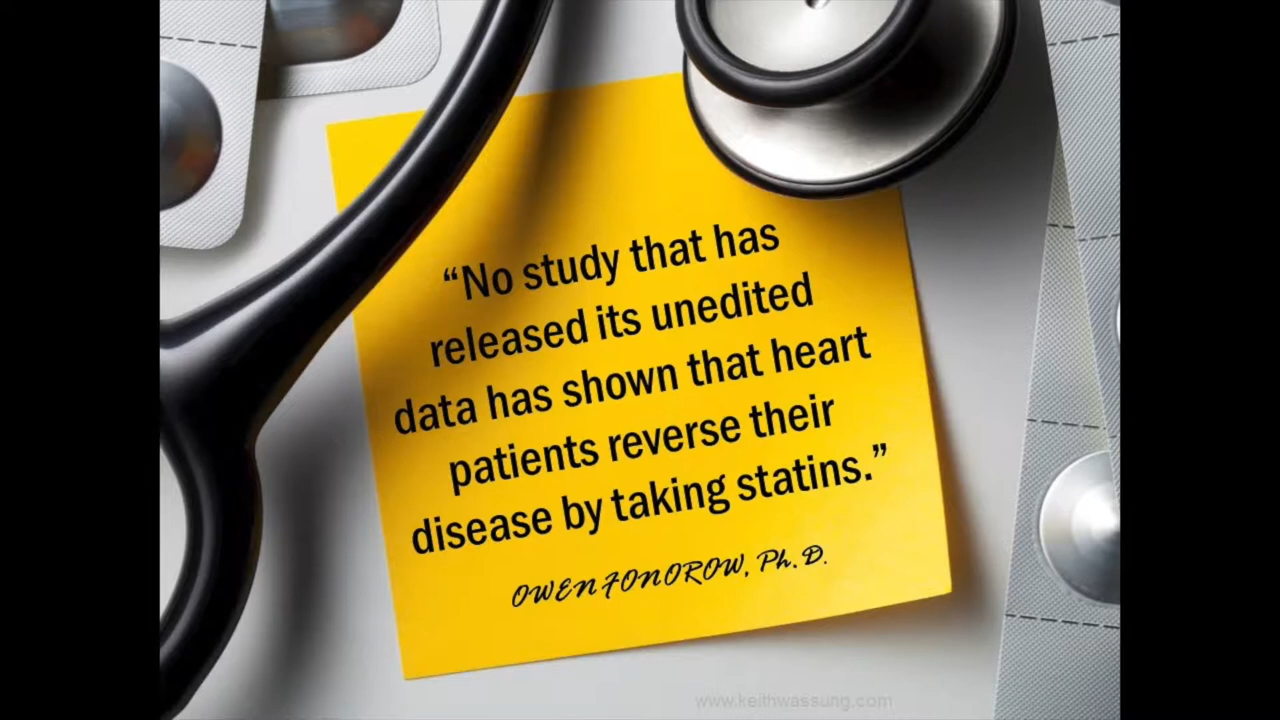 “No study that has
released its unedited
data has shown that heart
patients reverse their
disease by taking statins.”
OWEN FONOROW, Ph.D.
www.keithwassung.com